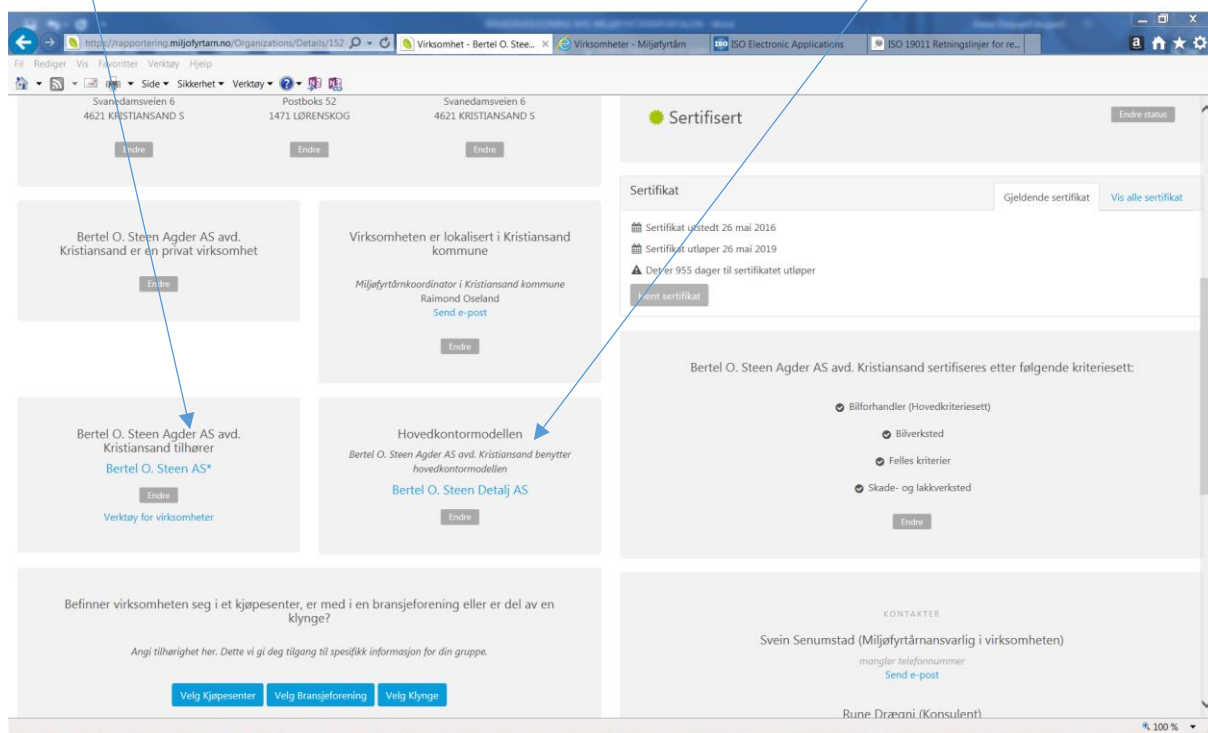 https://rapportering.miljofyrtarn.no/Organizations/Details/152
Virksomhet - Bertel O. Stee...
Virksomheter - Miljøfyrtårn
ISO Electronic Applications
ISO 19011 Retningslinjer for re...
Fil Rediger Vis Favoritter Verktøy Hjelp
Side Sikkerhet Verktøy
Svanedamsveien 6
4621 KRISTIANSAND S
Endre
Postboks 52
1471 LØRENSKOG
Endre
Svanedamsveien 6
4621 KRISTIANSAND S
Endre
Sertifisert
Endre status
Sertifikat
Gjeldende sertifikat
Vis alle sertifikat
Sertifikat utstedt 26 mai 2016
Sertifikat utløper 26 mai 2019
Det er 955 dager til sertifikatet utløper
Hent sertifikat
Bertel O. Steen Agder AS avd.
Kristiansand er en privat virksomhet
Endre
Virksomheten er lokalisert i Kristiansand
kommune
Miljøfyrtårnkoordinator i Kristiansand kommune
Raimond Oseland
Send e-post
Endre
Bertel O. Steen Agder AS avd. Kristiansand sertifiseres etter følgende kriteriesett:
Bilforhandler (Hovedkriteriesett)
Bilverksted
Felles kriterier
Skade- og lakkverksted
Endre
Bertel O. Steen Agder AS avd.
Kristiansand tilhører
Bertel O. Steen AS*
Endre
Verktøy for virksomheter
Hovedkontormodellen
Bertel O. Steen Agder AS avd. Kristiansand benytter
hovedkontormodellen
Bertel O. Steen Detalj AS
Endre
Befinner virksomheten seg i et kjøpesenter, er med i en bransjeforening eller er del av en
klynge?
Angi tilhørighet her. Dette vi gi deg tilgang til spesifikk informasjon for din gruppe.
Velg Kjøpesenter
Velg Bransjeforening
Velg Klynge
KONTAKTER
Svein Senumstad (Miljøfyrtårnansvarlig i virksomheten)
mangler telefonnummer
Send e-post
Rune Drægni (Konsulent)
100 %